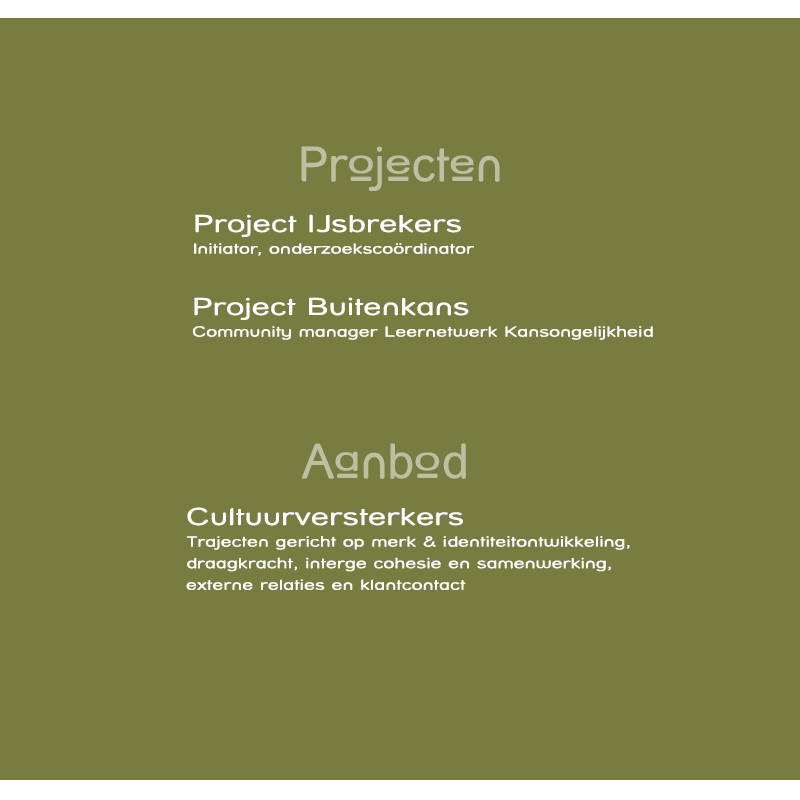 Projecten
Project IJsbrekers
Initiator, onderzoekscoördinator
Project Buitenkans
Community manager Leernetwerk Kansongelijkheid
Aanbod
Cultuurversterkers
Trajecten gericht op merk & identiteitontwikkeling,
draagkracht, interge cohesie en samenwerking,
externe relaties en klantcontact